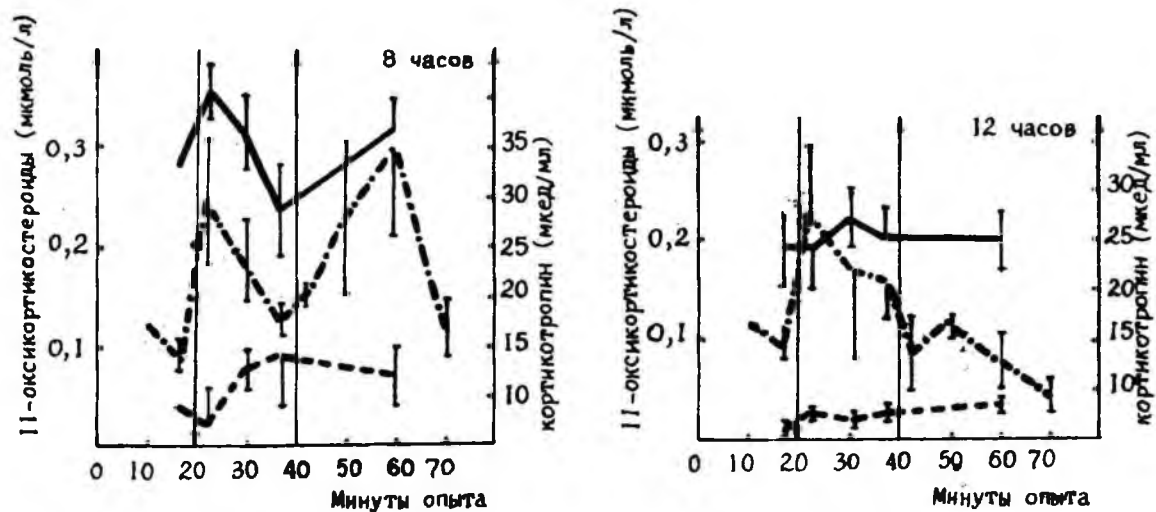 11-оксикортикостероиды (мкмоль/л)
8 часов
0,3
0,2
0,1
35
30
25
20
15
10
кортикотропин (мкед/мл)
0 10 20 30 40 50 60 70
Минуты опыта
11-оксикортикостероиды (мкмоль/л)
12 часов
0,3
0,2
0,1
30
25
20
15
10
кортикотропин (мкед/мл)
0 10 20 30 40 50 60 70
Минуты опыта